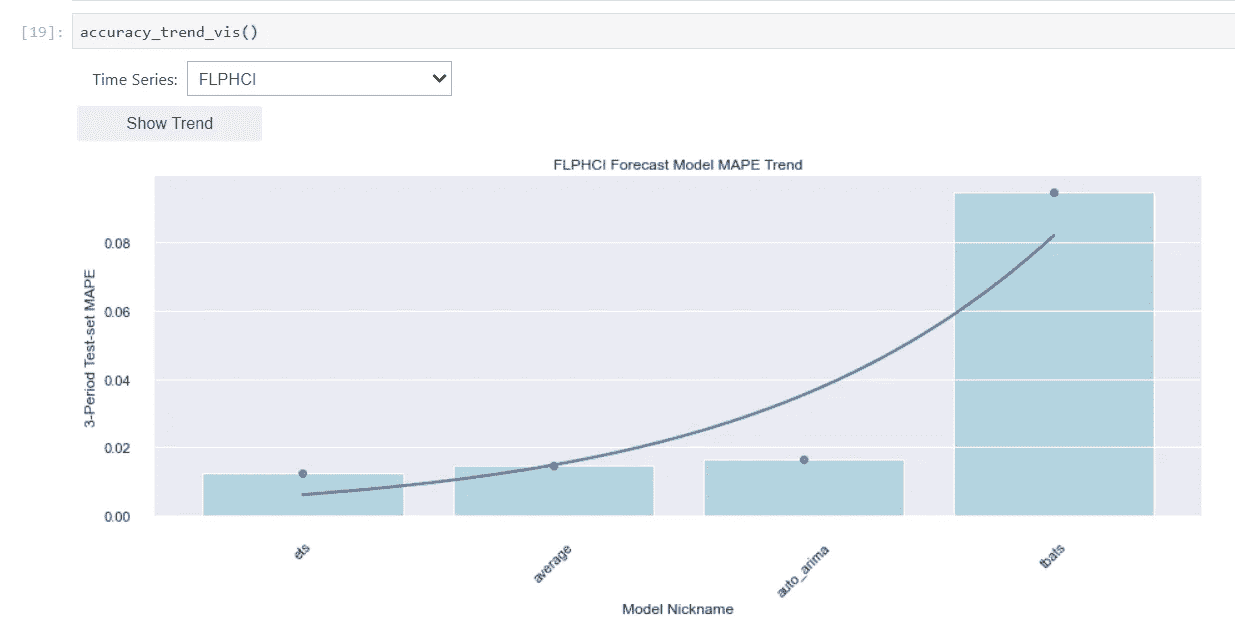 [19]: accuracy_trend_vis()
Time Series: FLPHCI
Show Trend
FLPHCI Forecast Model MAPE Trend
3-Period Test-set MAPE
0.08
0.06
0.04
0.02
0.00
ets
average
auto_arima
tbats
Model Nickname